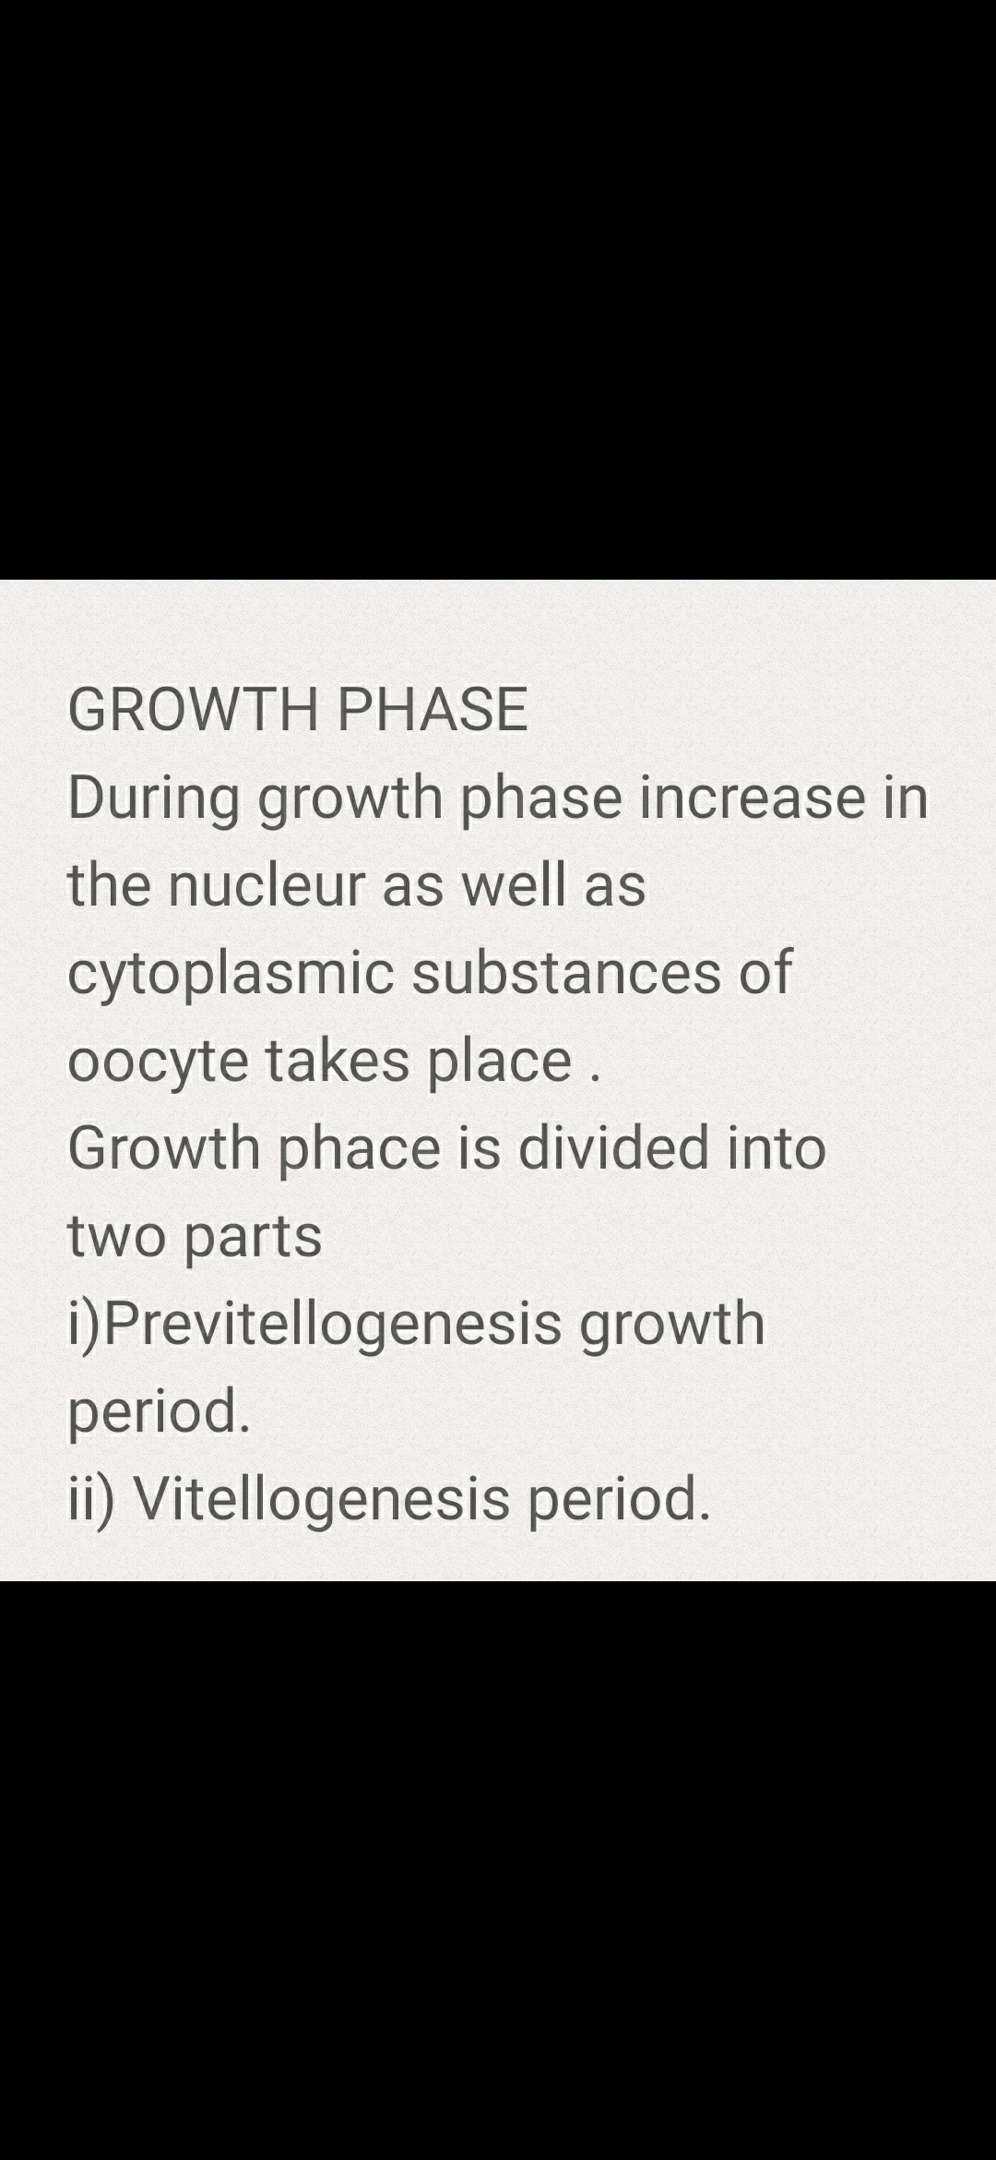 GROWTH PHASE
During growth phase increase in
the nucleur as well as
cytoplasmic substances of
oocyte takes place .
Growth phace is divided into
two parts
i)Previtellogenesis growth
period.
ii) Vitellogenesis period.